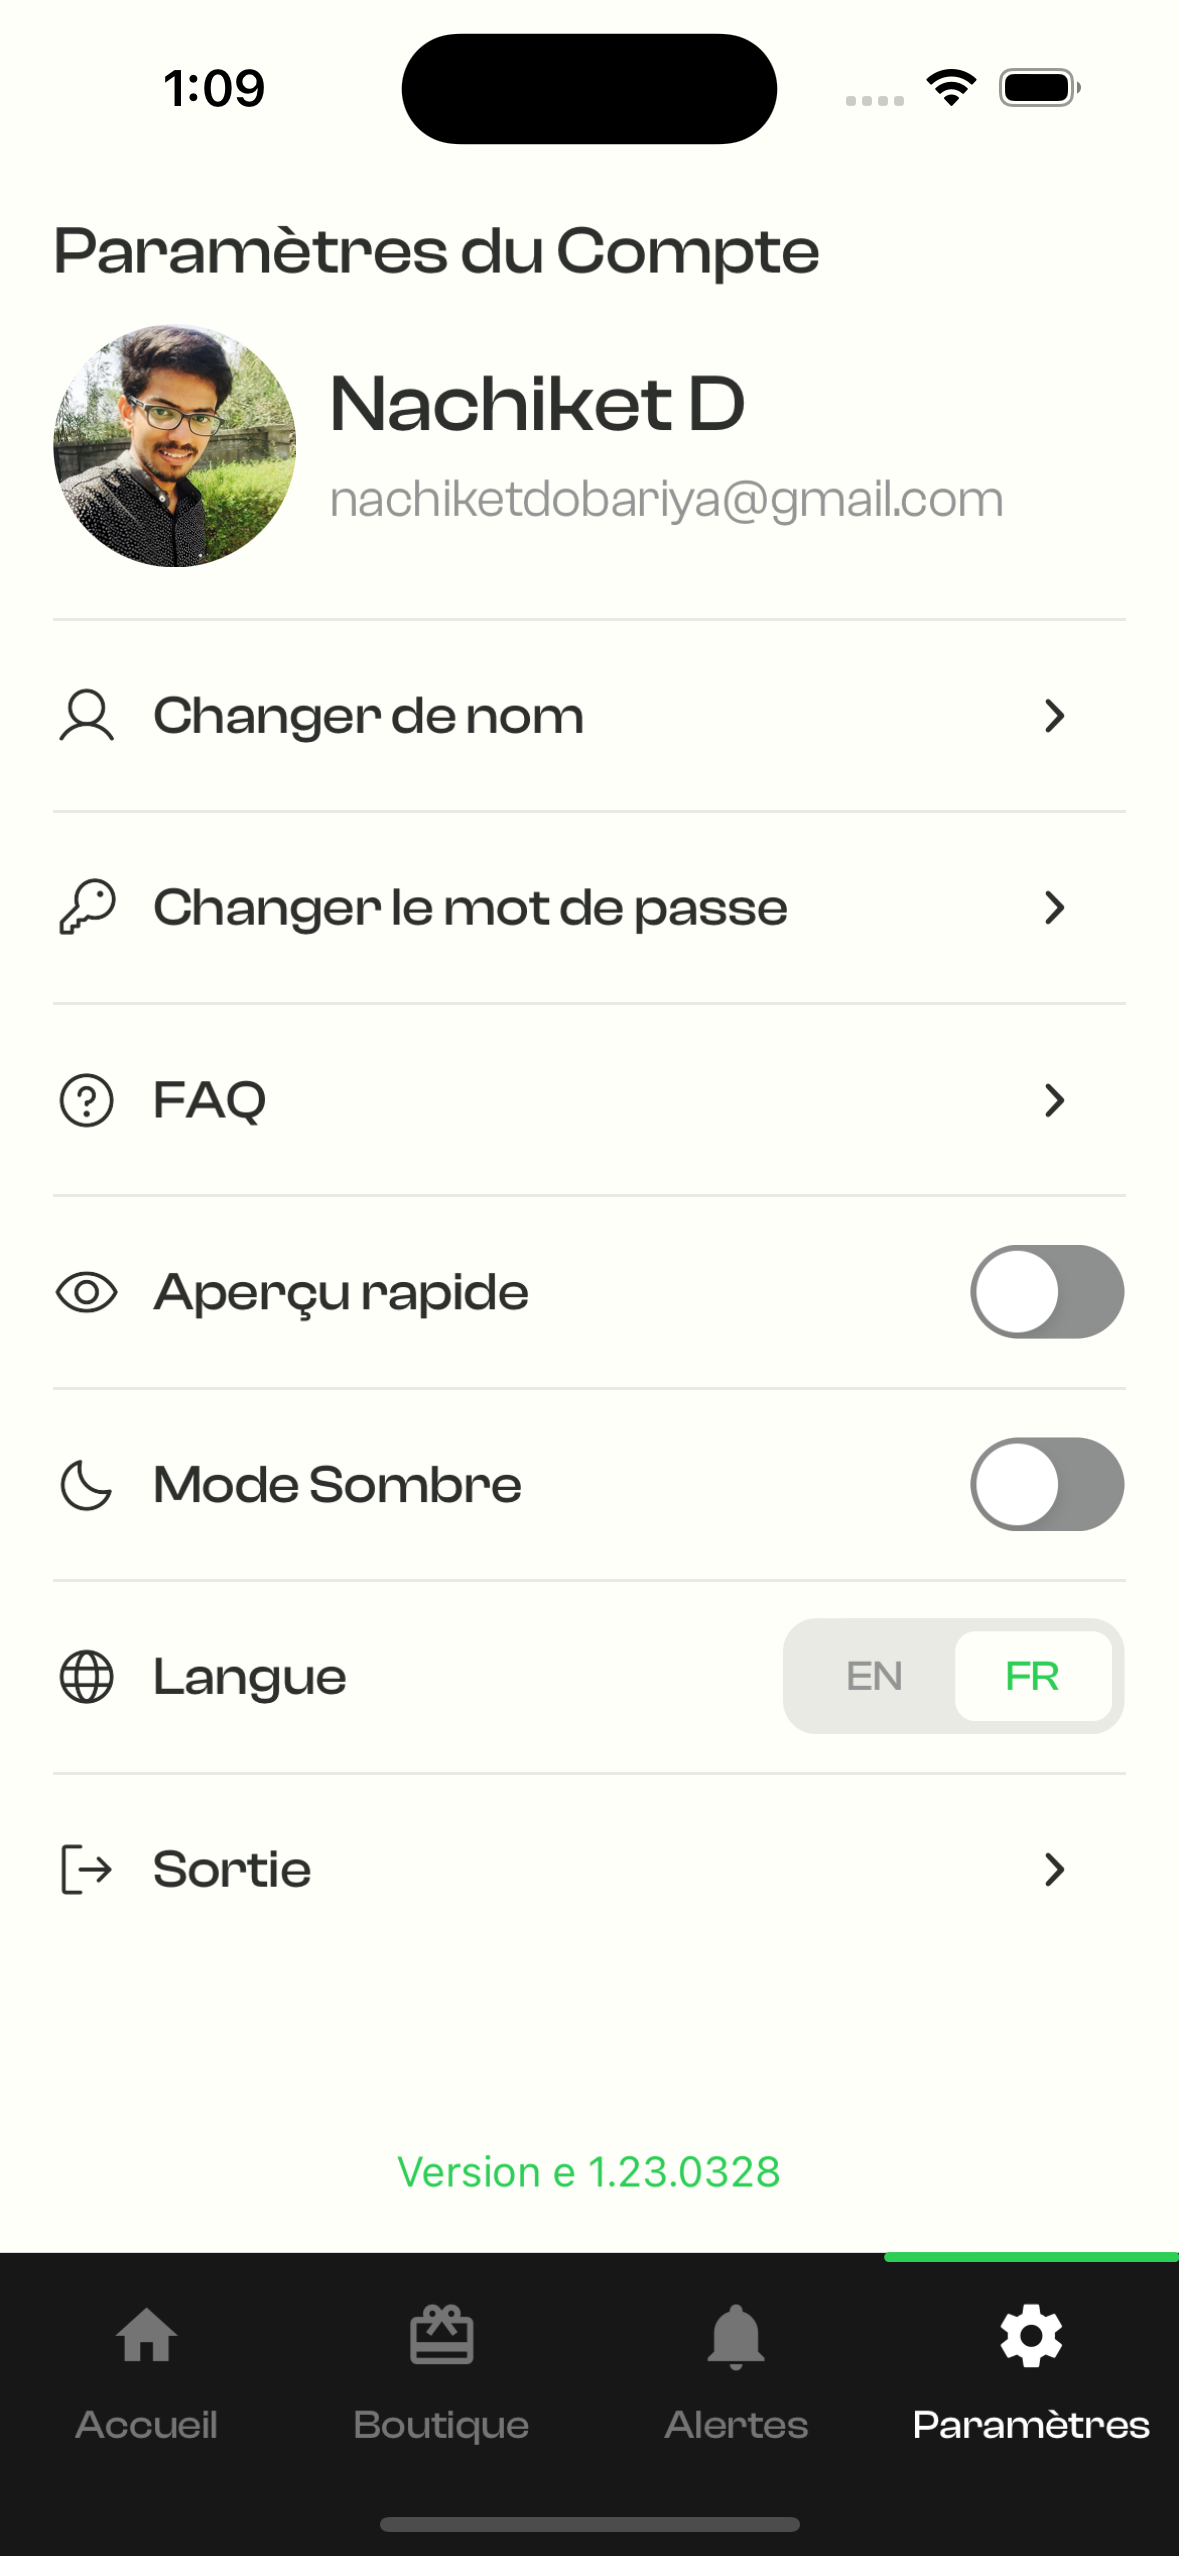 1:09
Paramètres du Compte
Nachiket D
nachiketdobariya@gmail.com
Changer de nom
Changer le mot de passe
FAQ
Aperçu rapide
Mode Sombre
Langue EN FR
Sortie
Version e 1.23.0328
Accueil Boutique Alertes Paramètres